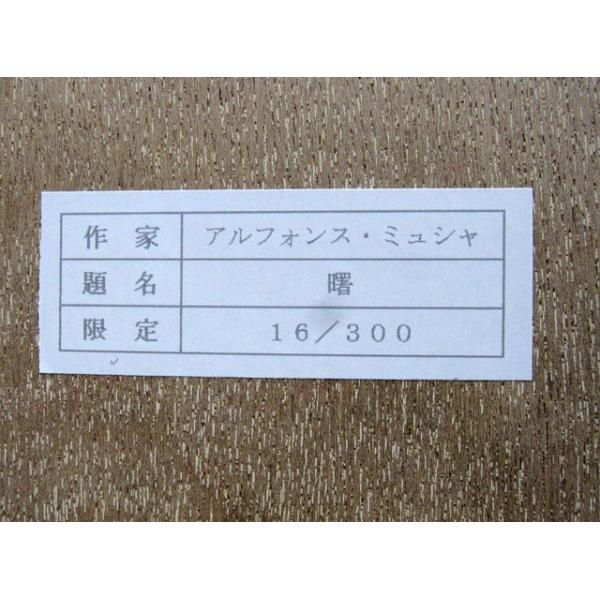 作家 アルフォンス・ミュシャ
題名 曙
限定 16／300